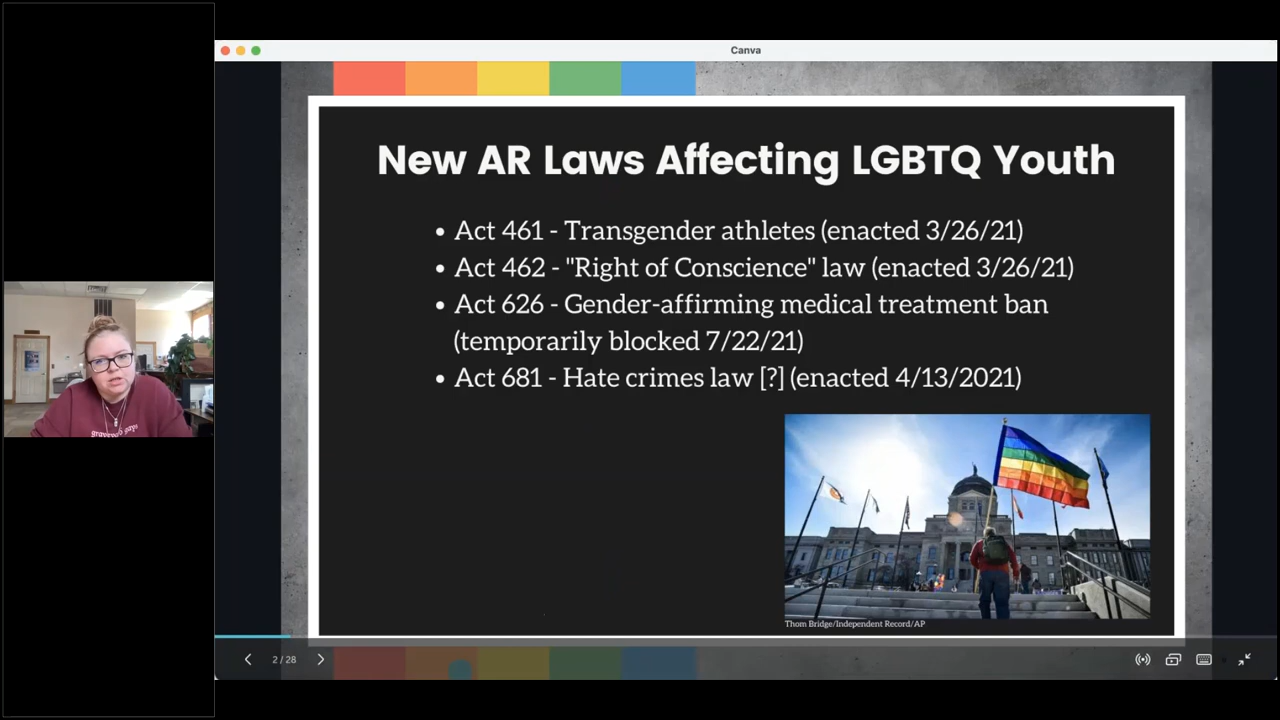 Canva
New AR Laws Affecting LGBTQ Youth
• Act 461 - Transgender athletes (enacted 3/26/21)
• Act 462 - "Right of Conscience" law (enacted 3/26/21)
• Act 626 - Gender-affirming medical treatment ban
(temporarily blocked 7/22/21)
• Act 681 - Hate crimes law [?] (enacted 4/13/2021)
Thom Bridge/Independent Record/AP
2 / 28